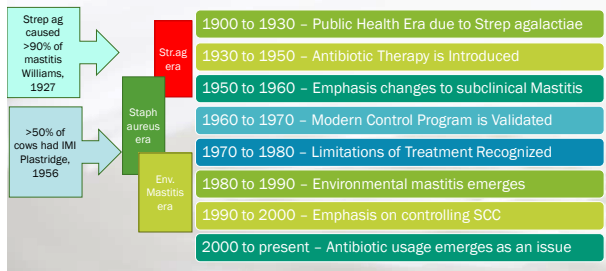 Strep ag
caused
>90% of
mastitis
Williams,
1927
>50% of
cows had IMI
Plastridge,
1956
Str.ag
era
Staph
aureus
era
Env.
Mastitis
era
1900 to 1930 – Public Health Era due to Strep agalactiae
1930 to 1950 – Antibiotic Therapy is Introduced
1950 to 1960 – Emphasis changes to subclinical Mastitis
1960 to 1970 – Modern Control Program is Validated
1970 to 1980 – Limitations of Treatment Recognized
1980 to 1990 – Environmental mastitis emerges
1990 to 2000 – Emphasis on controlling SCC
2000 to present – Antibiotic usage emerges as an issue